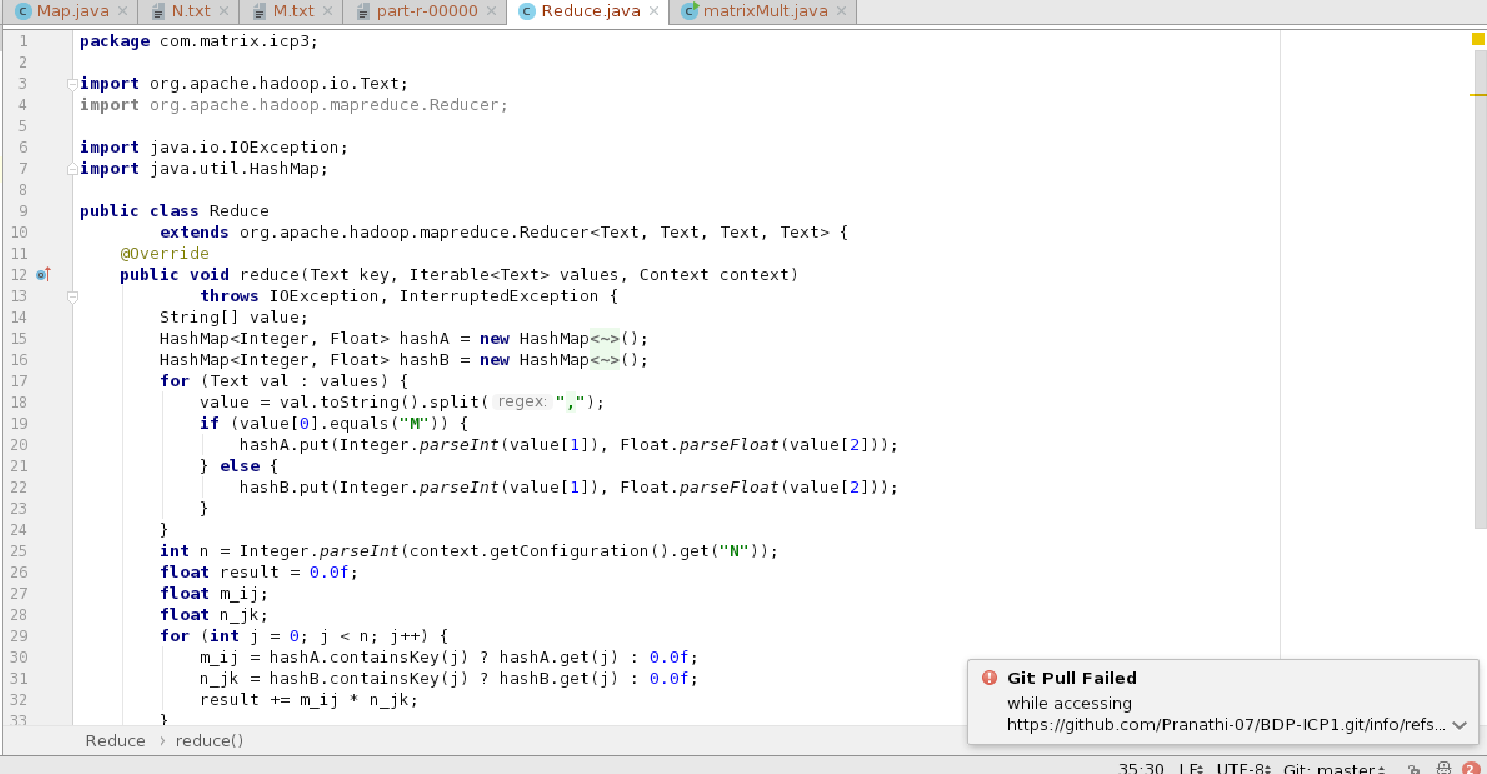 Map.java N.txt M.txt part-r-00000 Reduce.java matrixMult.java
1 package com.matrix.icp3;
2
3 import org.apache.hadoop.io.Text;
4 import org.apache.hadoop.mapreduce.Reducer;
5
6 import java.io.IOException;
7 import java.util.HashMap;
8
9 public class Reduce
10 extends org.apache.hadoop.mapreduce.Reducer<Text, Text, Text, Text> {
11 @Override
12 public void reduce(Text key, Iterable<Text> values, Context context)
13 throws IOException, InterruptedException {
14 String[] value;
15 HashMap<Integer, Float> hashA = new HashMap<~>();
16 HashMap<Integer, Float> hashB = new HashMap<~>();
17 for (Text val : values) {
18 value = val.toString().split( regex: ",");
19 if (value[0].equals("M")) {
20 hashA.put(Integer.parseInt(value[1]), Float.parseFloat(value[2]));
21 } else {
22 hashB.put(Integer.parseInt(value[1]), Float.parseFloat(value[2]));
23 }
24 }
25 int n = Integer.parseInt(context.getConfiguration().get("N"));
26 float result = 0.0f;
27 float m_ij;
28 float n_jk;
29 for (int j = 0; j < n; j++) {
30 m_ij = hashA.containsKey(j) ? hashA.get(j) : 0.0f;
31 n_jk = hashB.containsKey(j) ? hashB.get(j) : 0.0f;
32 result += m_ij * n_jk;
33 }
Git Pull Failed
while accessing
https://github.com/Pranathi-07/BDP-ICP1.git/info/refs...
Reduce › reduce()
35:30 LF UTF-8 Git: master 2